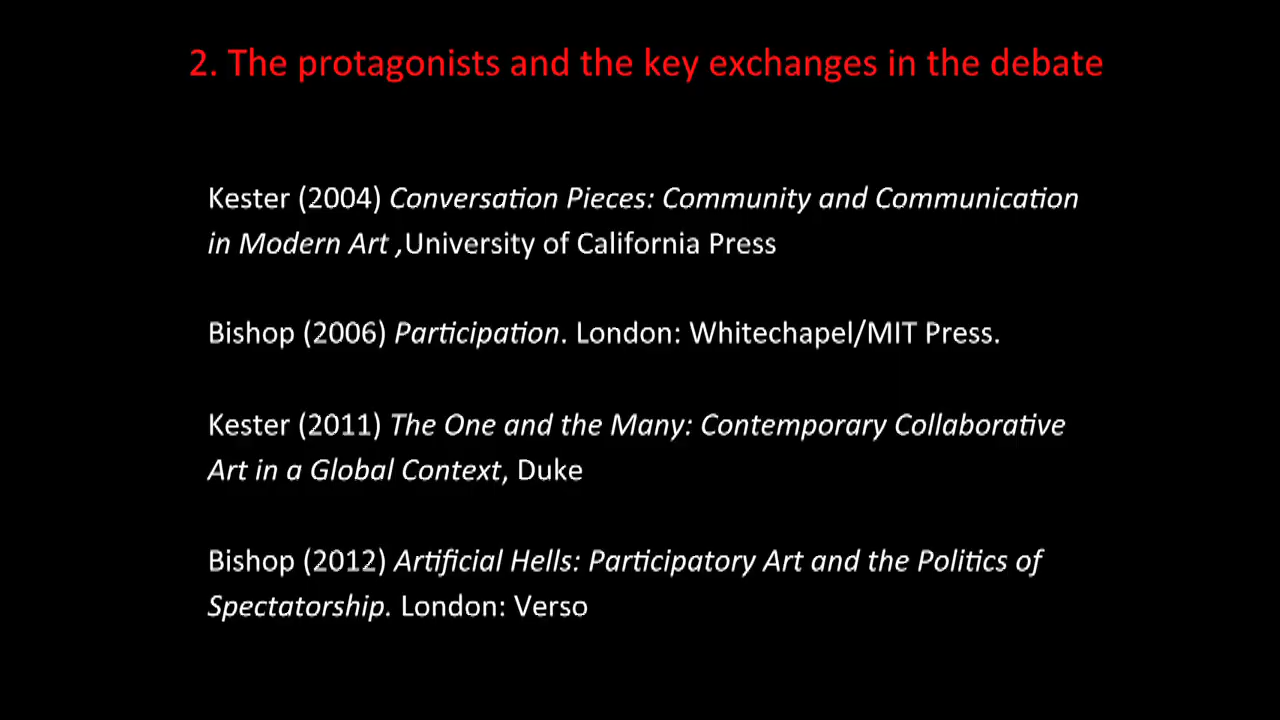 2. The protagonists and the key exchanges in the debate
Kester (2004) Conversation Pieces: Community and Communication
in Modern Art ,University of California Press
Bishop (2006) Participation. London: Whitechapel/MIT Press.
Kester (2011) The One and the Many: Contemporary Collaborative
Art in a Global Context, Duke
Bishop (2012) Artificial Hells: Participatory Art and the Politics of
Spectatorship. London: Verso